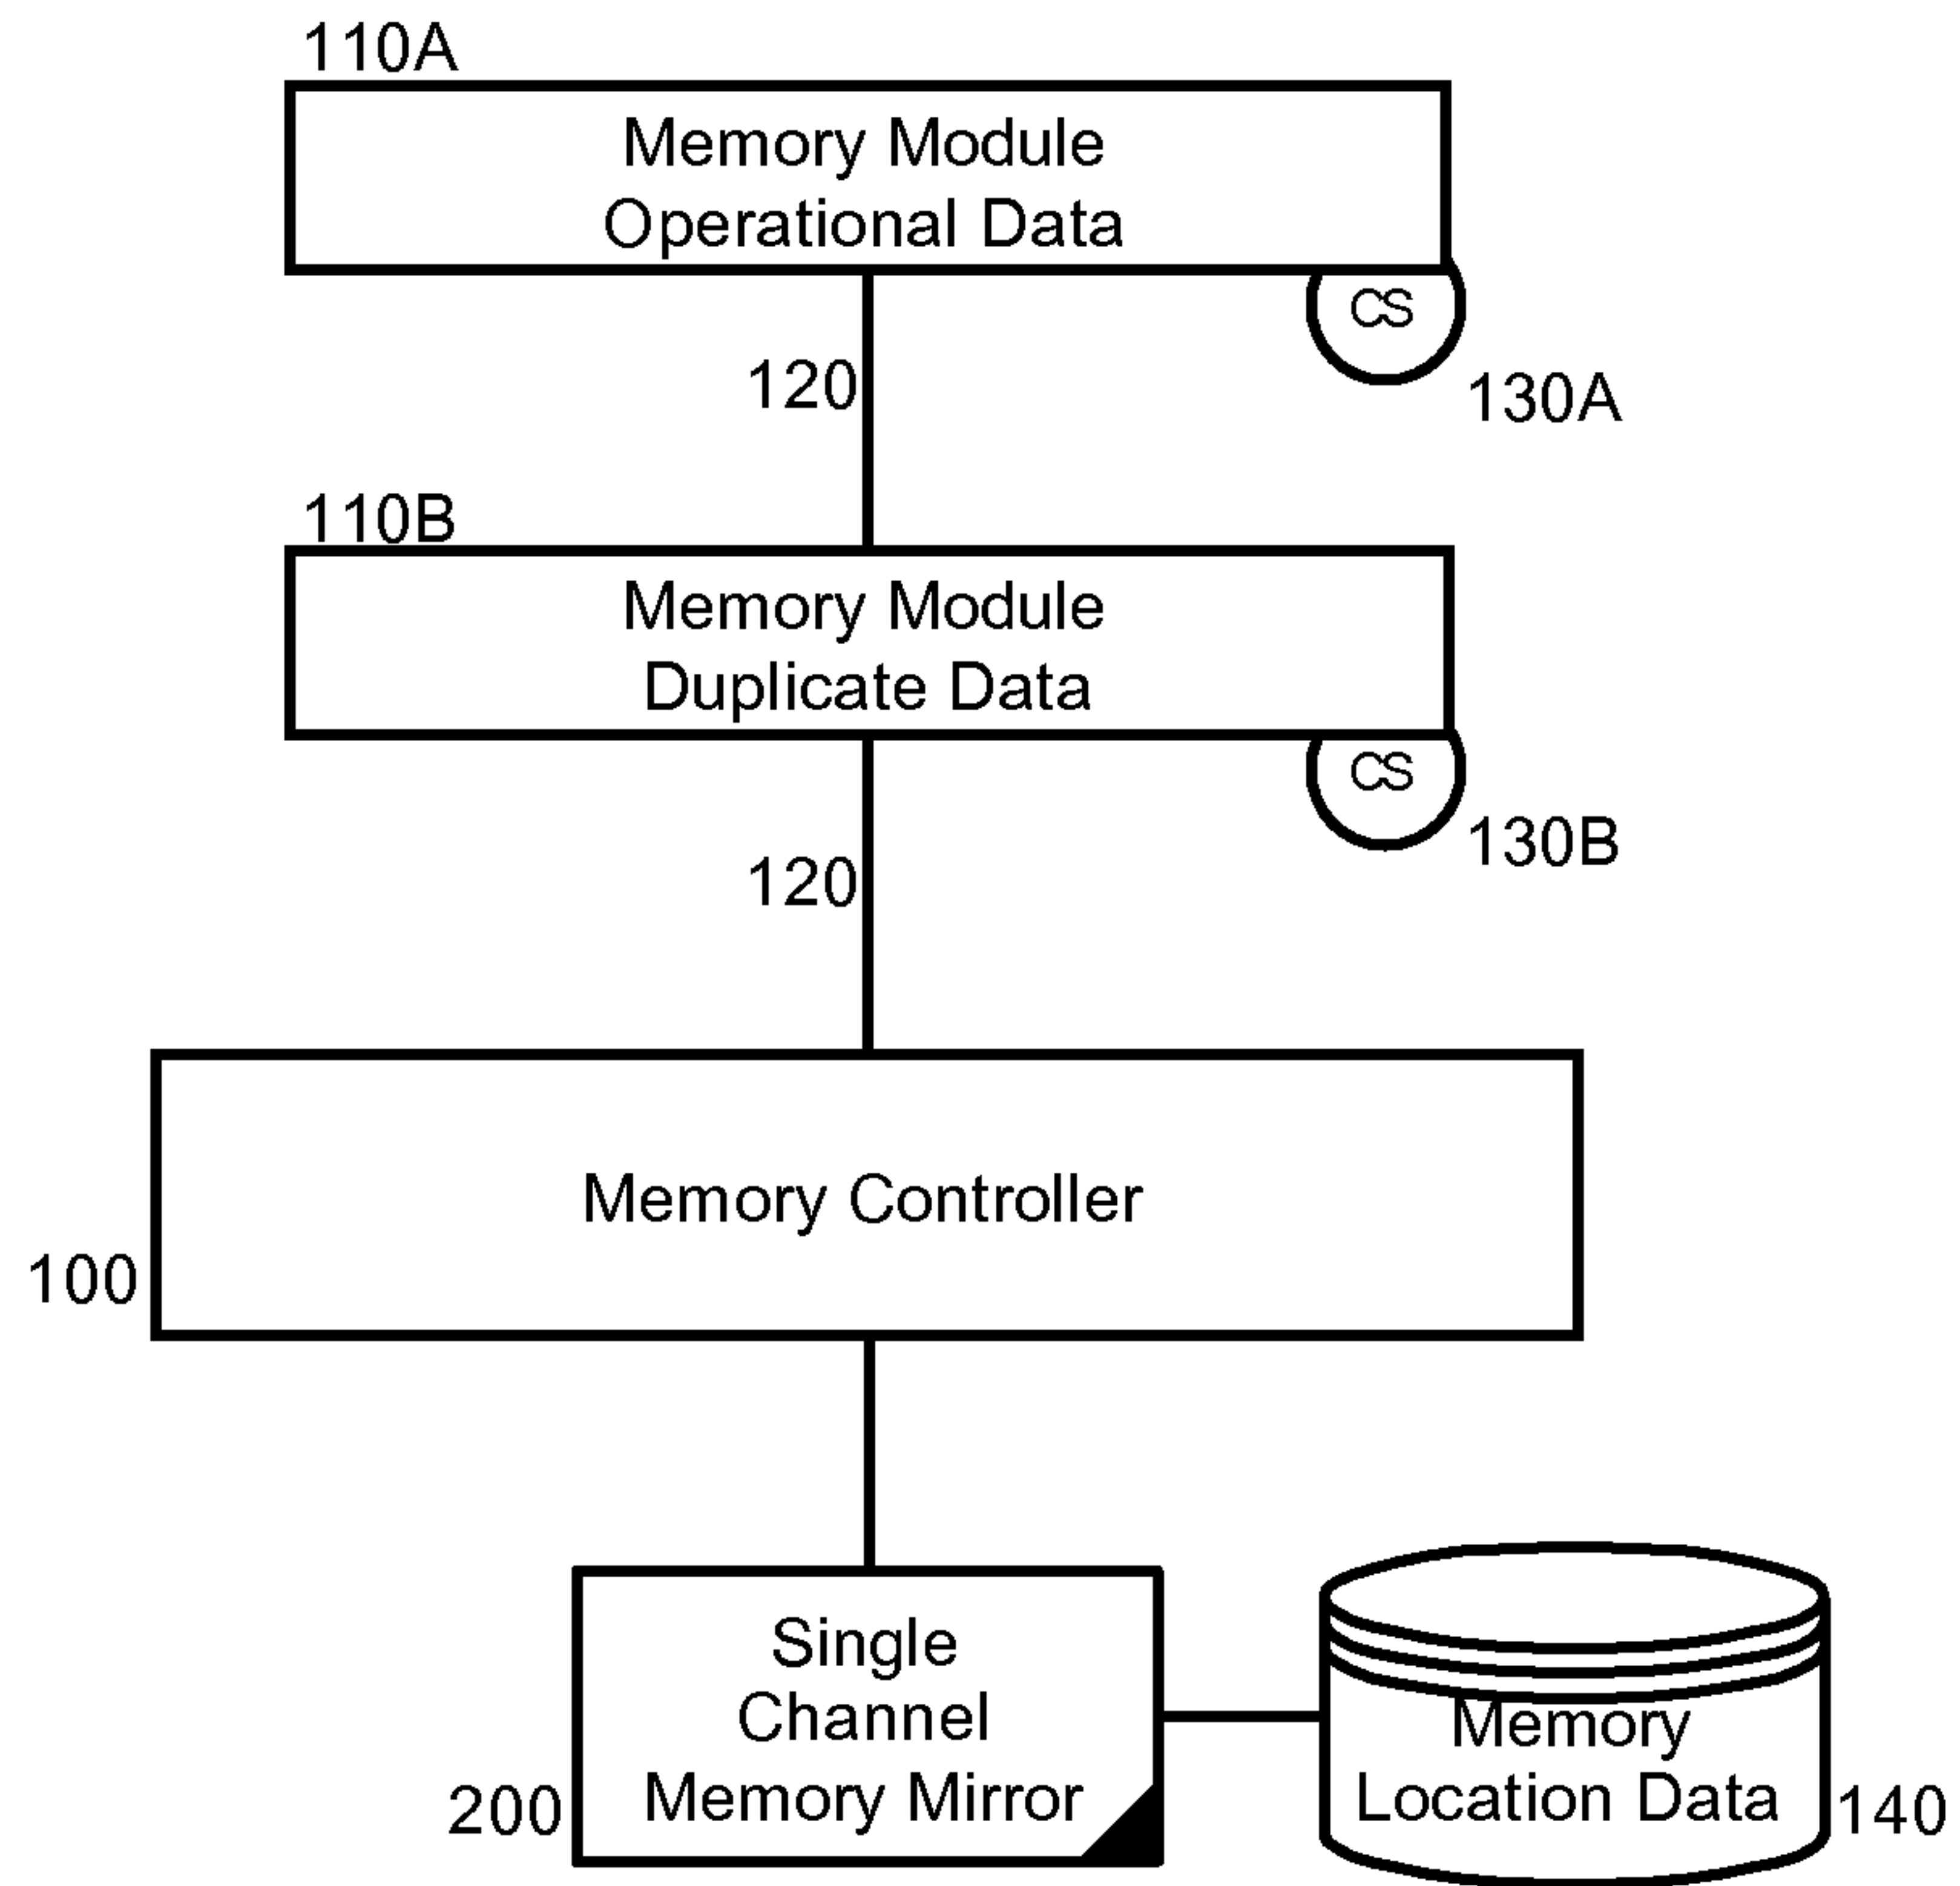 110A
Memory Module
Operational Data
CS
120
130A
110B
Memory Module
Duplicate Data
CS
130B
120
Memory Controller
100
Single
Channel
Memory Mirror
200
Memory
Location Data
140